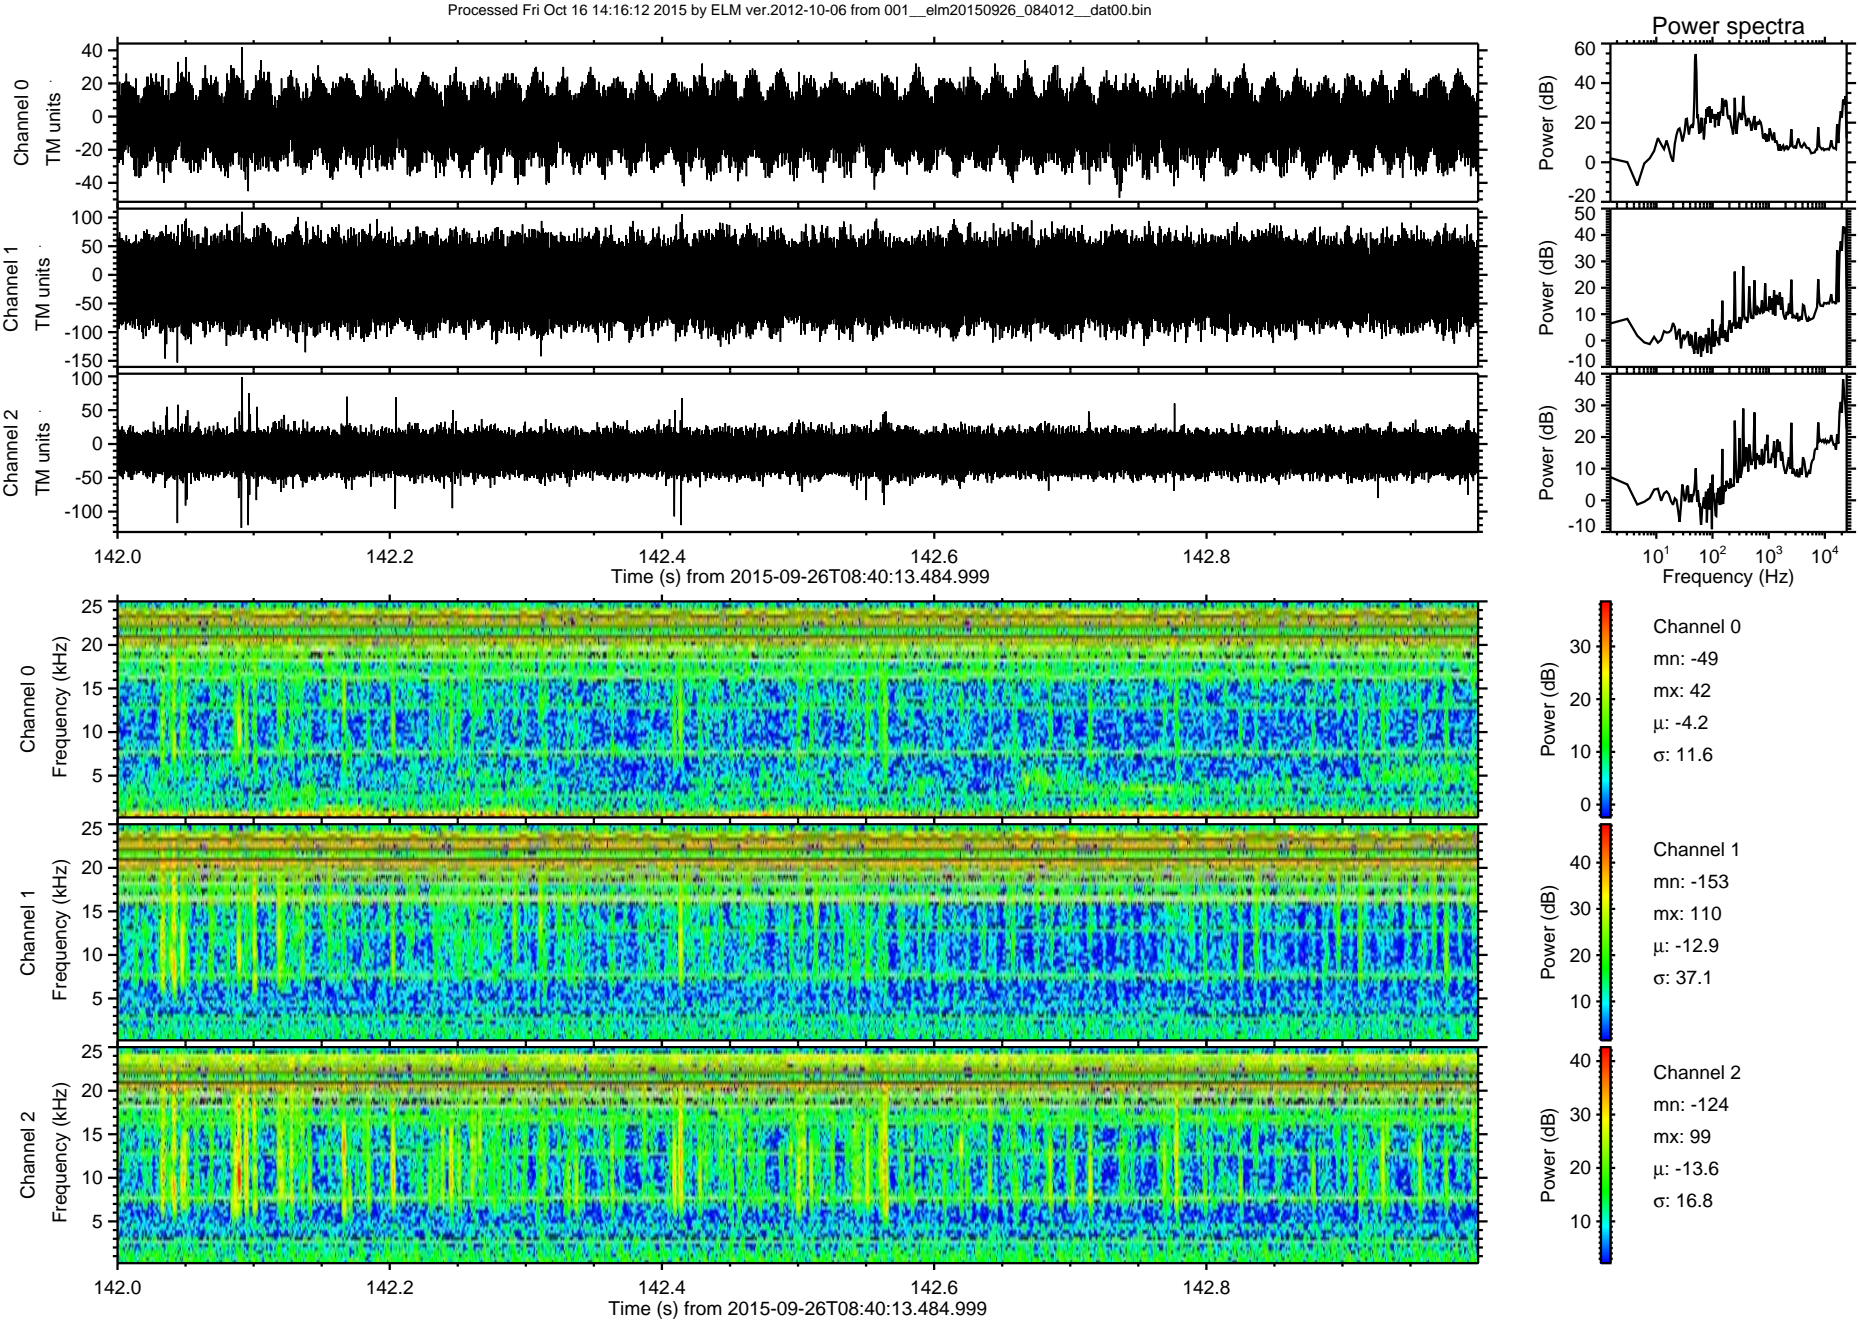 Processed Fri Oct 16 14:16:12 2015 by ELM ver.2012-10-06 from 001__elm20150926_084012__dat00.bin
Power spectra
Channel 0
TM units
40
20
0
-20
-40
Power (dB)
60
40
20
0
-20
Channel 1
TM units
100
50
0
-50
-100
-150
Power (dB)
50
40
30
20
10
0
-10
Channel 2
TM units
100
50
0
-50
-100
Power (dB)
40
30
20
10
0
-10
142.0 142.2 142.4 142.6 142.8
Time (s) from 2015-09-26T08:40:13.484.999
10^1 10^2 10^3 10^4
Frequency (Hz)
Channel 0
Frequency (kHz)
25
20
15
10
5
Power (dB)
30
20
10
0
Channel 0
mn: -49
mx: 42
μ: -4.2
σ: 11.6
Channel 1
Frequency (kHz)
25
20
15
10
5
Power (dB)
40
30
20
10
Channel 1
mn: -153
mx: 110
μ: -12.9
σ: 37.1
Channel 2
Frequency (kHz)
25
20
15
10
5
Power (dB)
40
30
20
10
Channel 2
mn: -124
mx: 99
μ: -13.6
σ: 16.8
142.0 142.2 142.4 142.6 142.8
Time (s) from 2015-09-26T08:40:13.484.999